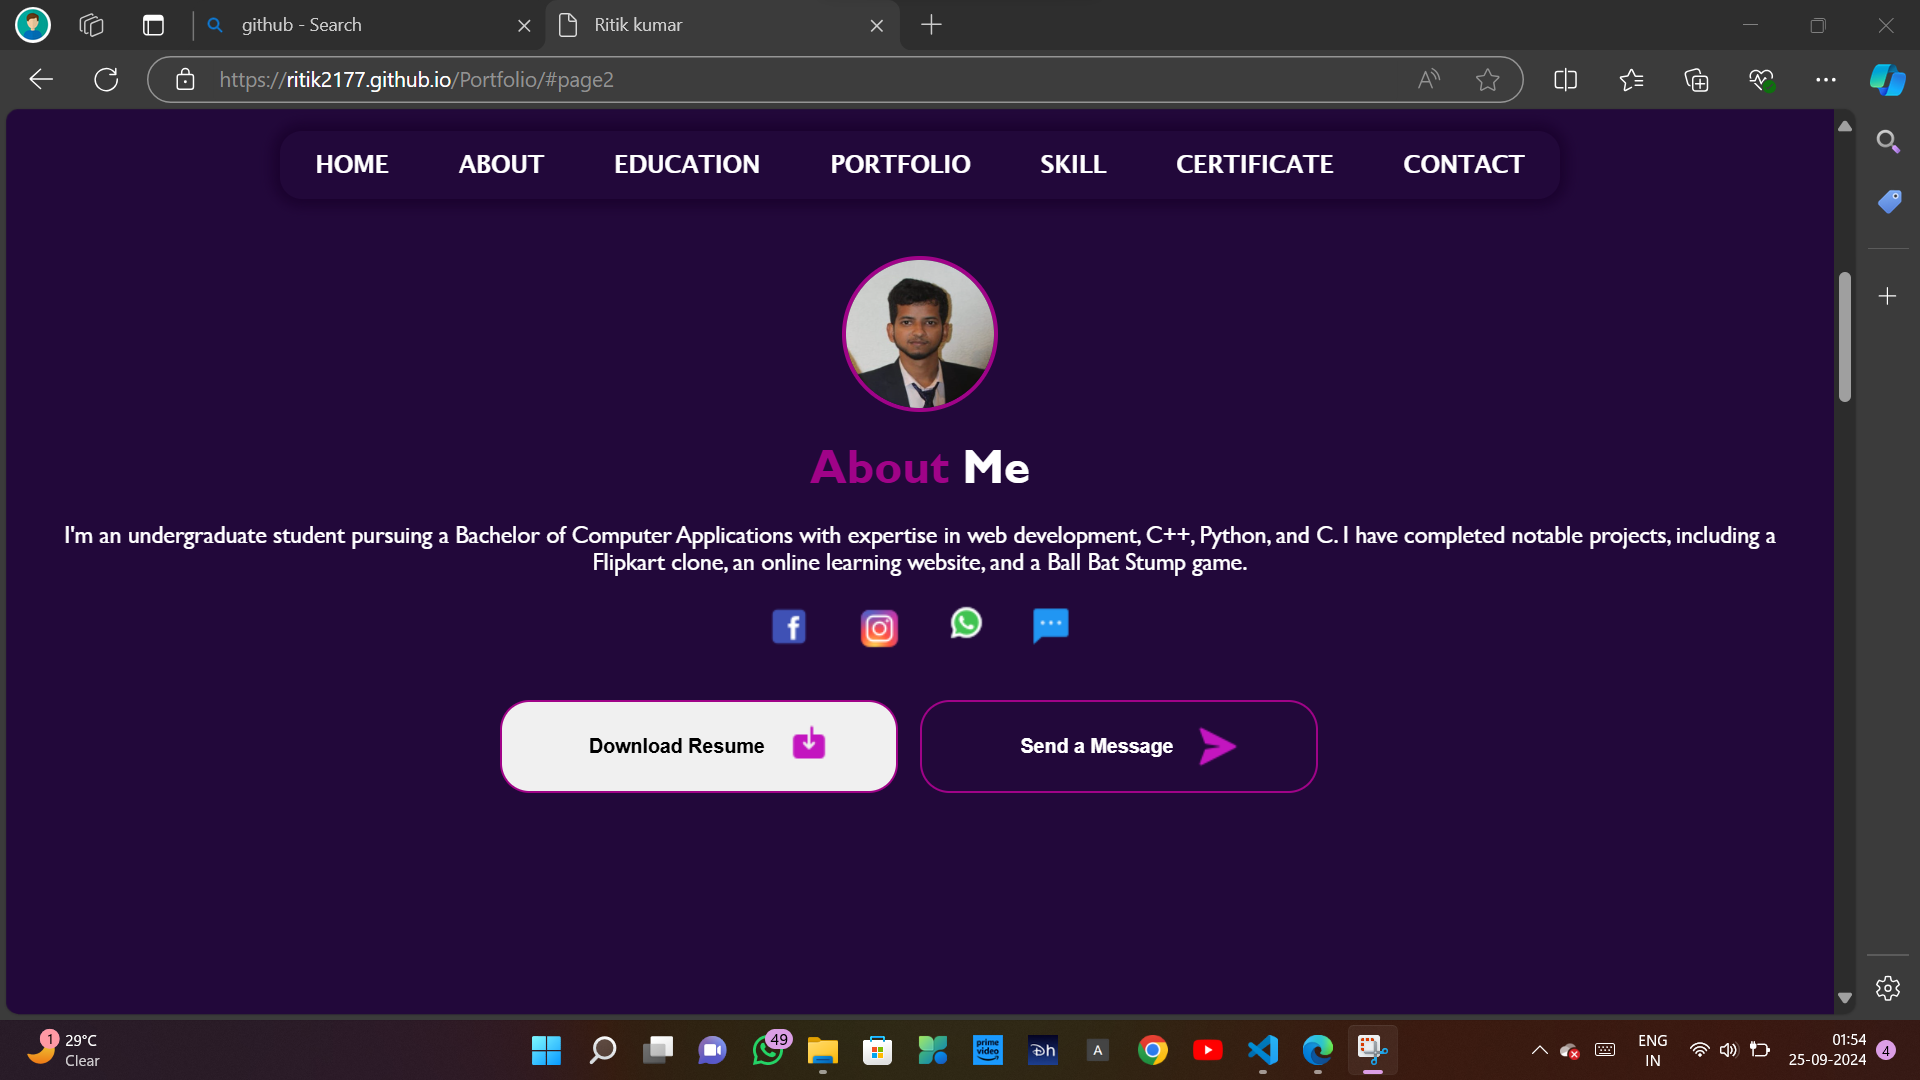 github - Search
Ritik kumar
https://ritik2177.github.io/Portfolio/#page2
HOME ABOUT EDUCATION PORTFOLIO SKILL CERTIFICATE CONTACT
About Me
I'm an undergraduate student pursuing a Bachelor of Computer Applications with expertise in web development, C++, Python, and C. I have completed notable projects, including a
Flipkart clone, an online learning website, and a Ball Bat Stump game.
Download Resume
Send a Message
1
29°C
Clear
49
prime
video
A
ENG
IN
01:54
25-09-2024
4